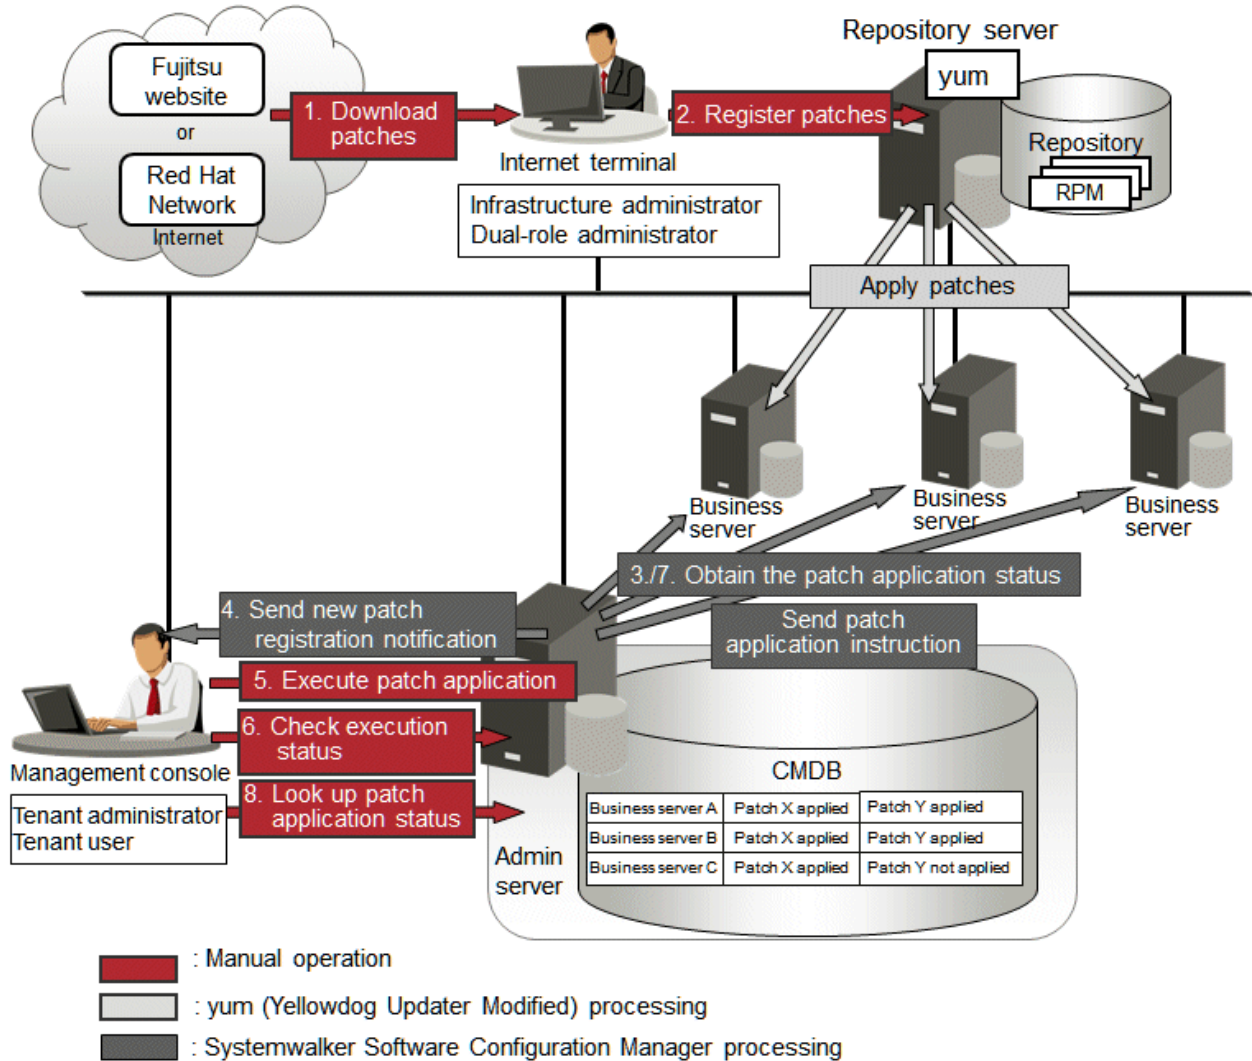 Fujitsu
website
or
Red Hat
Network
Internet
1. Download
patches
Internet terminal
Infrastructure administrator
Dual-role administrator
2. Register patches
Repository server
yum
Repository
RPM
Apply patches
Business
server
Business
server
Business
server
3./7. Obtain the patch application status
Send patch
application instruction
4. Send new patch
registration notification
5. Execute patch application
6. Check execution
status
Management console
8. Look up patch
application status
Tenant administrator
Tenant user
Admin
server
CMDB
Business server A Patch X applied Patch Y applied
Business server B Patch X applied Patch Y applied
Business server C Patch X applied Patch Y not applied
: Manual operation
: yum (Yellowdog Updater Modified) processing
: Systemwalker Software Configuration Manager processing